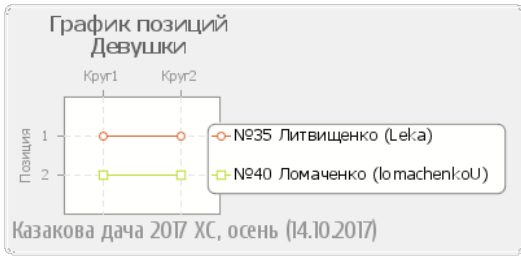 График позиций
Девушки
Круг1 Круг2
Позиция
1
2
№35 Литвищенко (Leka)
№40 Ломаченко (lomachenkoU)
Казакова дача 2017 ХС, осень (14.10.2017)